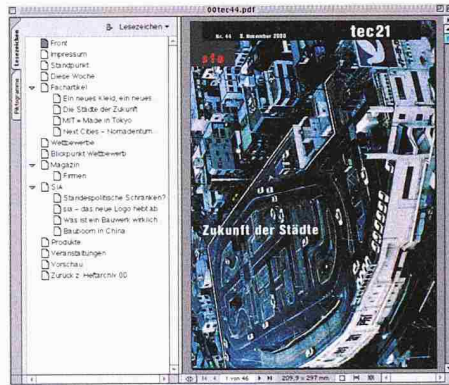 00tec44.pdf
Lesezeichen
Piktogramme
Lesezeichen
Front
Impressum
Standpunkt
Diese Woche
Fachartikel
Ein neues Kleid, ein neues...
Die Städte der Zukunft
MIT = Made in Tokyo
Next Cities – Nomadentum...
Wettbewerbe
Blickpunkt Wettbewerb
Magazin
Firmen
SIA
Standespolitische Schranken?
sia – das neue Logo hebt ab
Was ist ein Bauwerk wirklich...
Bauboom in China
Produkte
Veranstaltungen
Vorschau
Zurück z. Heftarchiv 00
Nr. 44 3. November 2000
tec21
sia
Zukunft der Städte
1 von 46
209,9 × 297 mm